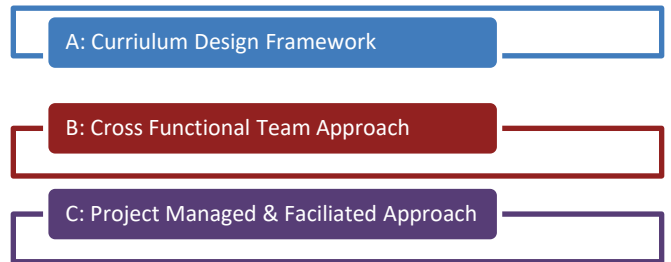 A: Curriulum Design Framework
B: Cross Functional Team Approach
C: Project Managed & Faciliated Approach